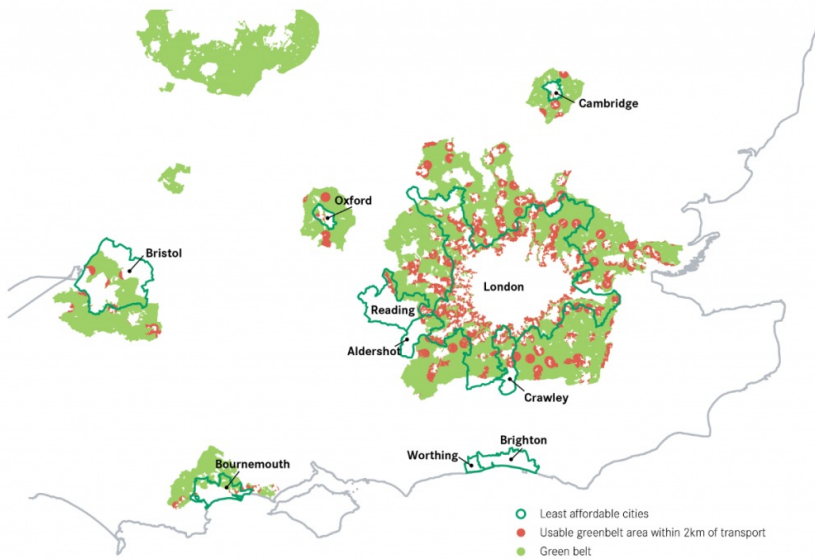 Cambridge
Oxford
Bristol
London
Reading
Aldershot
Crawley
Brighton
Worthing
Bournemouth
Least affordable cities
Usable greenbelt area within 2km of transport
Green belt